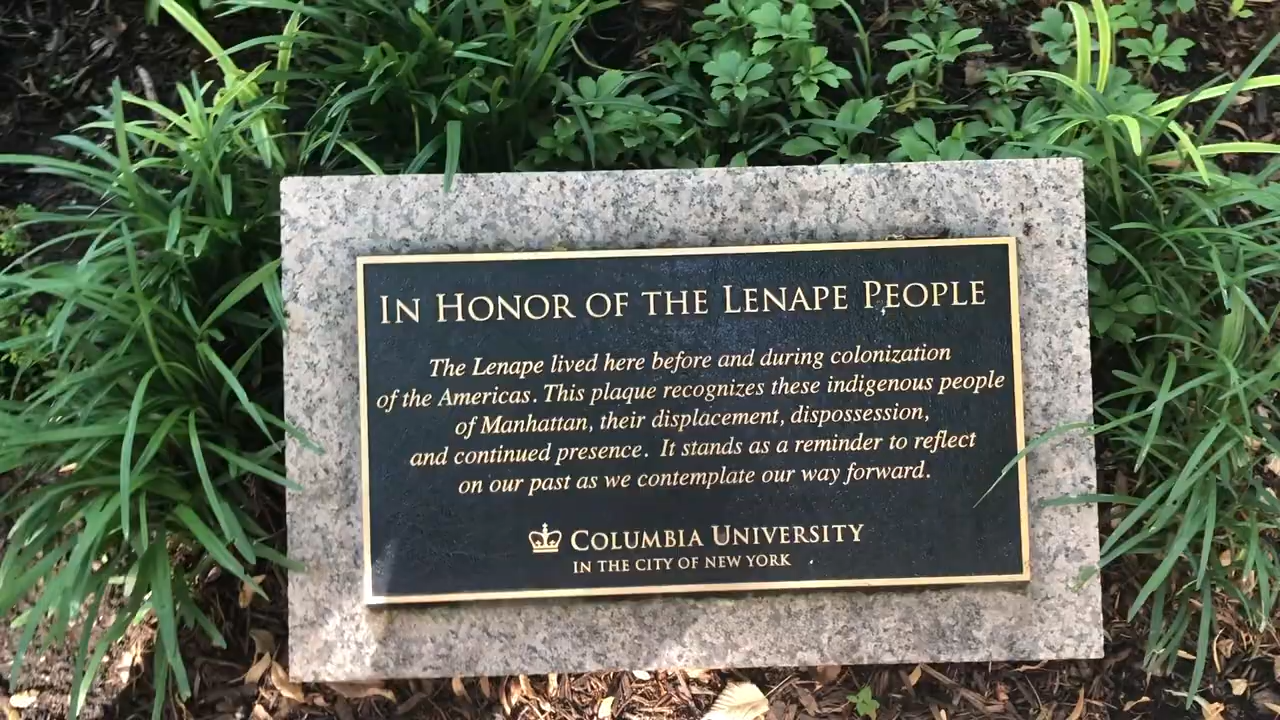 IN HONOR OF THE LENAPE PEOPLE
The Lenape lived here before and during colonization
of the Americas. This plaque recognizes these indigenous people
of Manhattan, their displacement, dispossession,
and continued presence. It stands as a reminder to reflect
on our past as we contemplate our way forward.
COLUMBIA UNIVERSITY
IN THE CITY OF NEW YORK